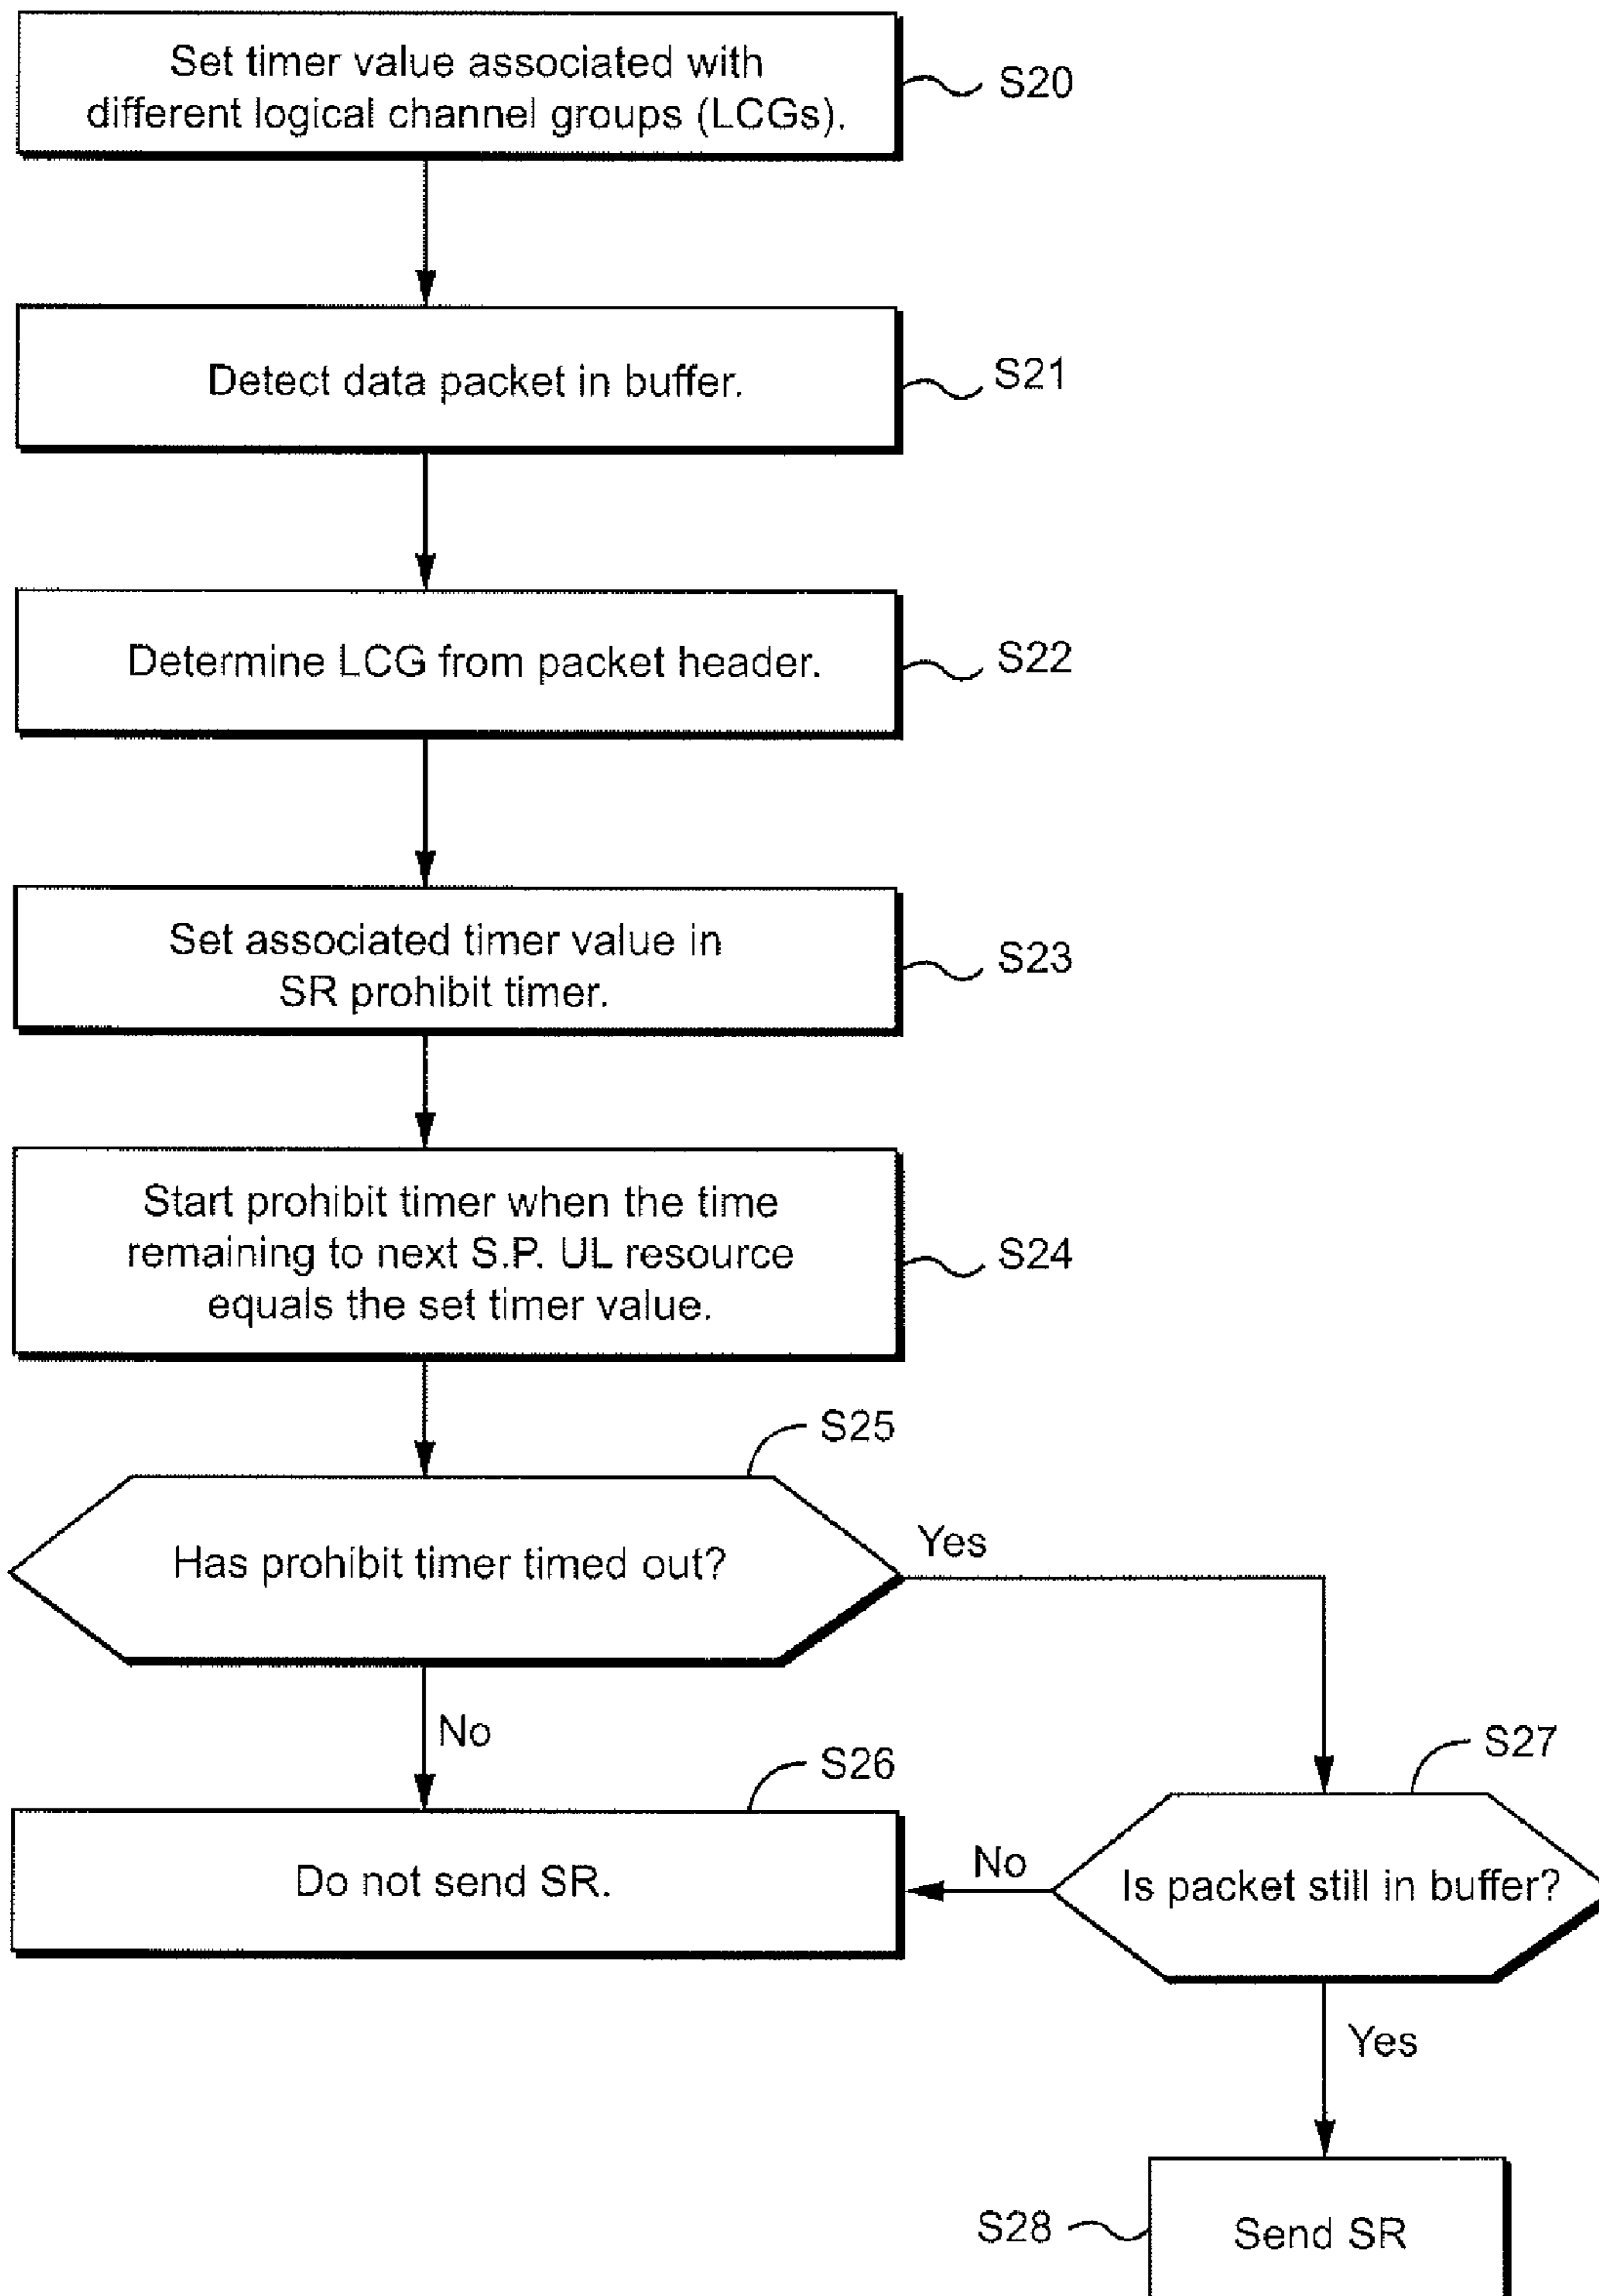 Set timer value associated with
different logical channel groups (LCGs).
S20
Detect data packet in buffer.
S21
Determine LCG from packet header.
S22
Set associated timer value in
SR prohibit timer.
S23
Start prohibit timer when the time
remaining to next S.P. UL resource
equals the set timer value.
S24
S25
Has prohibit timer timed out?
Yes
No
S26
Do not send SR.
S27
No
Is packet still in buffer?
Yes
S28
Send SR